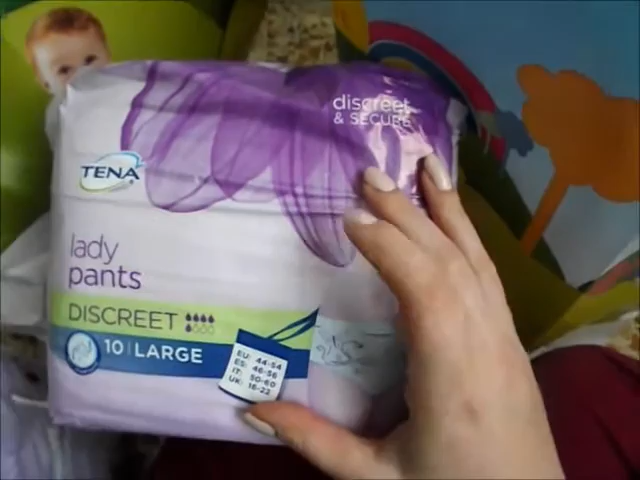 discreet
& SECURE
TENA
lady
pants
DISCREET
10 | LARGE
EU: 44-54
ES: 46-56
IT: 50-60
UK: 16-22